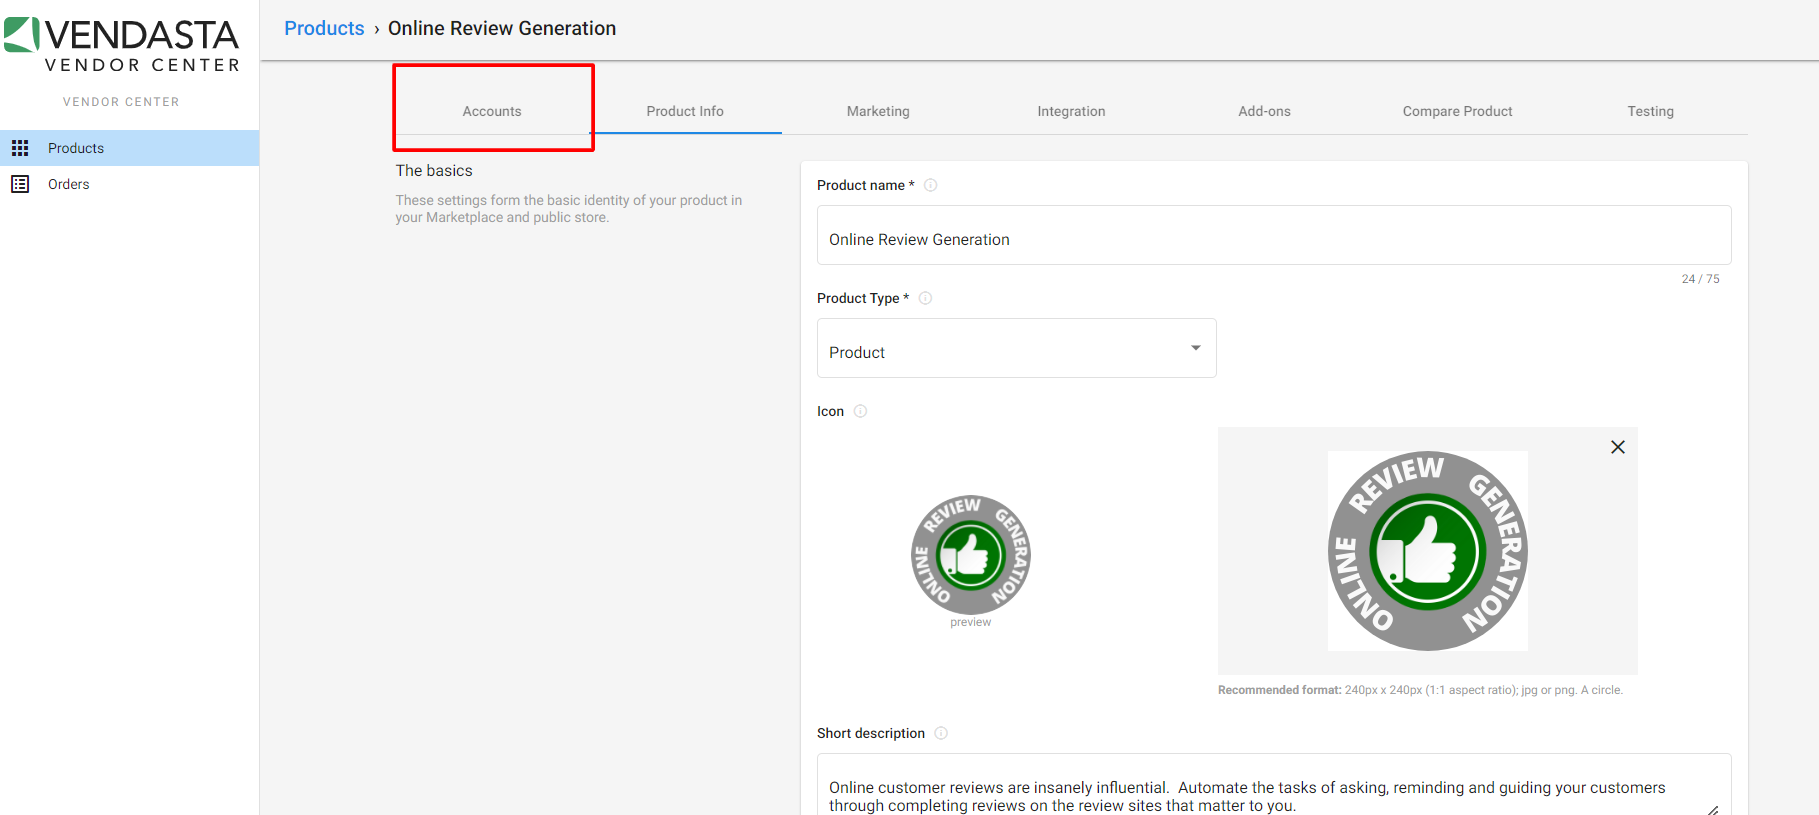 VENDASTA
VENDOR CENTER
VENDOR CENTER
Products
Orders
Products › Online Review Generation
Accounts
Product Info
Marketing
Integration
Add-ons
Compare Product
Testing
The basics
These settings form the basic identity of your product in
your Marketplace and public store.
Product name *
Online Review Generation
24 / 75
Product Type *
Product
Icon
ONLINE REVIEW GENERATION
preview
ONLINE REVIEW GENERATION
Recommended format: 240px x 240px (1:1 aspect ratio); jpg or png. A circle.
Short description
Online customer reviews are insanely influential.  Automate the tasks of asking, reminding and guiding your customers
through completing reviews on the review sites that matter to you.